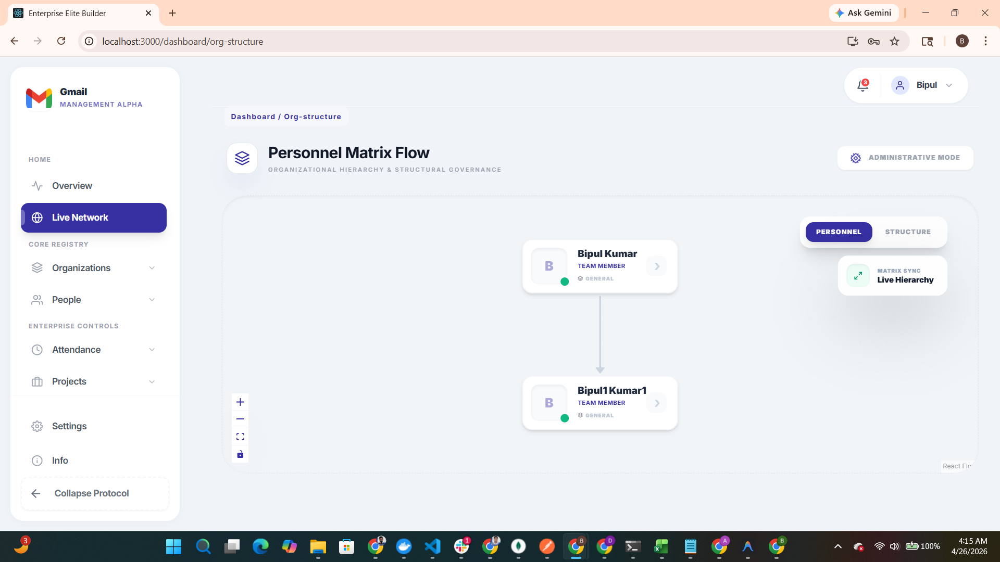 Enterprise Elite Builder
Ask Gemini
localhost:3000/dashboard/org-structure
B
Gmail
MANAGEMENT ALPHA
3
Bipul
Dashboard / Org-structure
Personnel Matrix Flow
ORGANIZATIONAL HIERARCHY & STRUCTURAL GOVERNANCE
ADMINISTRATIVE MODE
HOME
Overview
Live Network
CORE REGISTRY
Organizations
People
ENTERPRISE CONTROLS
Attendance
Projects
Settings
Info
Collapse Protocol
PERSONNEL
STRUCTURE
MATRIX SYNC
Live Hierarchy
B
Bipul Kumar
TEAM MEMBER
GENERAL
B
Bipul1 Kumar1
TEAM MEMBER
GENERAL
React Flo
3
1
B
D
A
B
100%
4:15 AM
4/26/2026